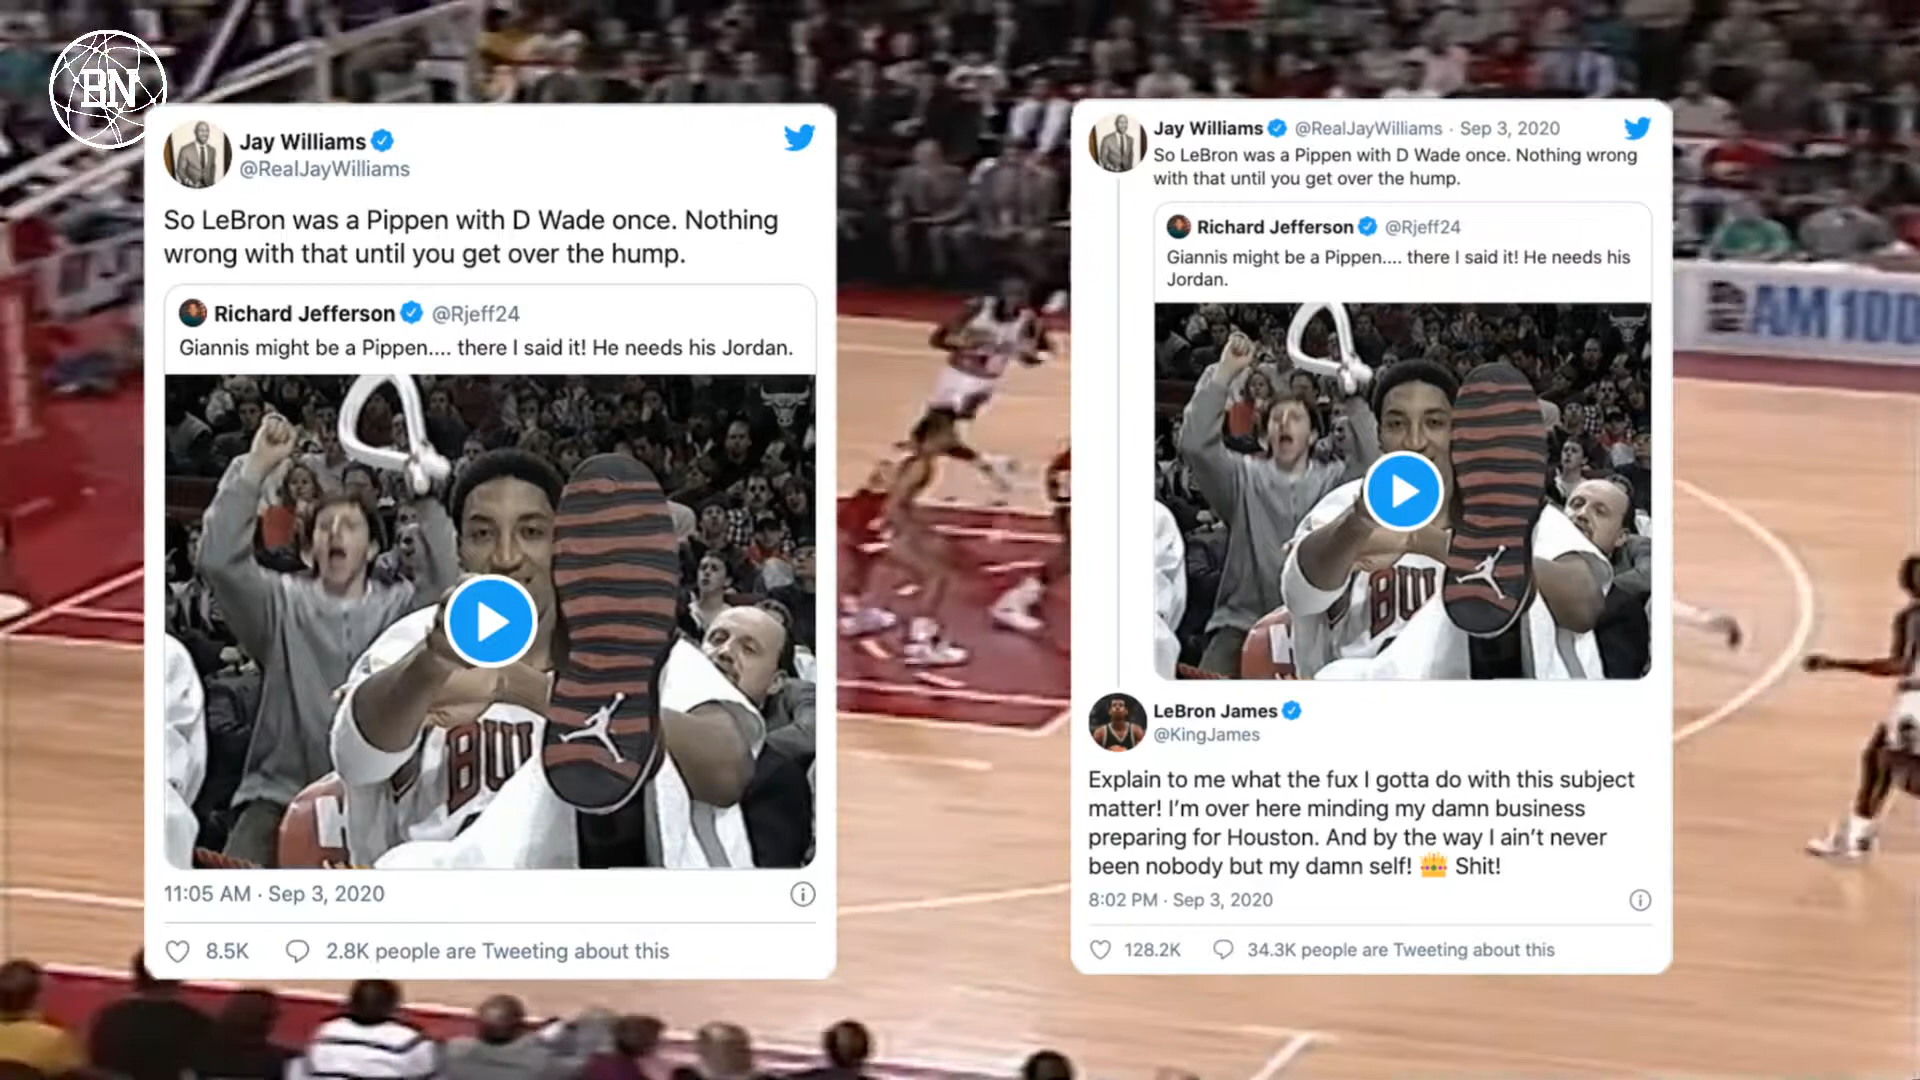 BN
Jay Williams
@RealJayWilliams
So LeBron was a Pippen with D Wade once. Nothing
wrong with that until you get over the hump.
Richard Jefferson @Rjeff24
Giannis might be a Pippen.... there I said it! He needs his Jordan.
BUL
11:05 AM · Sep 3, 2020
8.5K 2.8K people are Tweeting about this
Jay Williams @RealJayWilliams · Sep 3, 2020
So LeBron was a Pippen with D Wade once. Nothing wrong
with that until you get over the hump.
Richard Jefferson @Rjeff24
Giannis might be a Pippen.... there I said it! He needs his
Jordan.
BUL
LeBron James
@KingJames
Explain to me what the fux I gotta do with this subject
matter! I'm over here minding my damn business
preparing for Houston. And by the way I ain't never
been nobody but my damn self! 👑 Shit!
8:02 PM · Sep 3, 2020
128.2K 34.3K people are Tweeting about this
AM 100